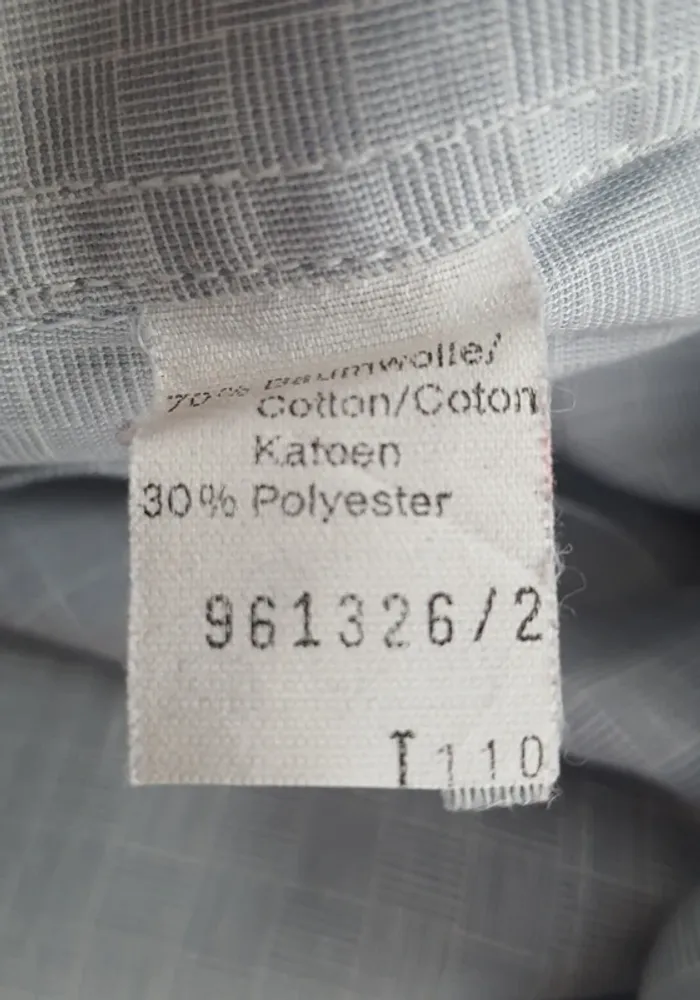 70% Baumwolle/
Cotton/Coton
Katoen
30% Polyester
961326/2
T110